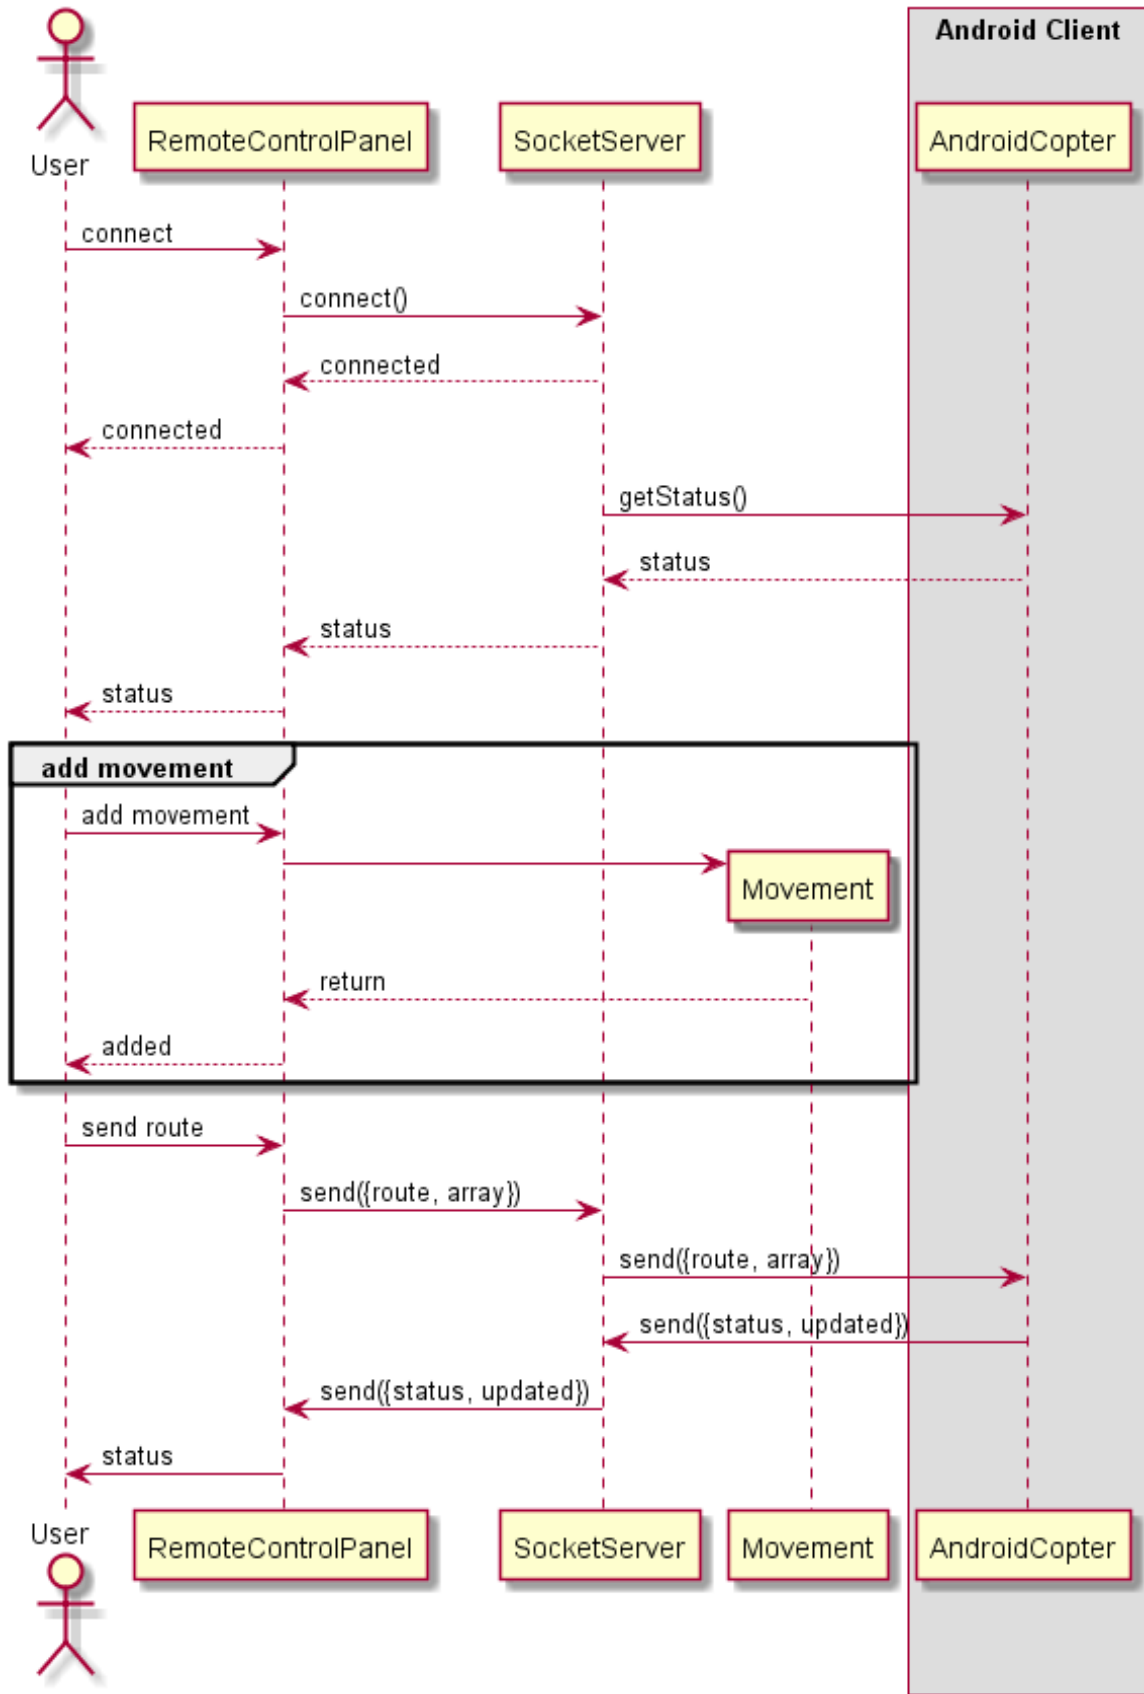 Android Client
User
RemoteControlPanel
SocketServer
AndroidCopter
connect
connect()
connected
connected
getStatus()
status
status
status
add movement
add movement
Movement
return
added
send route
send({route, array})
send({route, array})
send({status, updated})
send({status, updated})
status
User
RemoteControlPanel
SocketServer
Movement
AndroidCopter